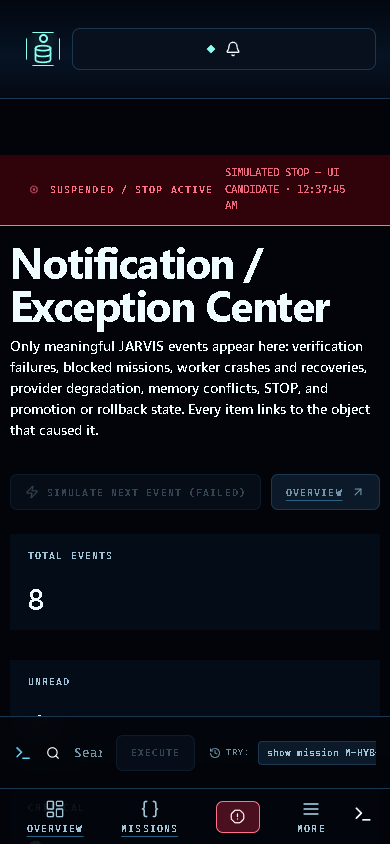 SUSPENDED / STOP ACTIVE
SIMULATED STOP — UI
CANDIDATE · 12:37:45
AM
Notification /
Exception Center
Only meaningful JARVIS events appear here: verification
failures, blocked missions, worker crashes and recoveries,
provider degradation, memory conflicts, STOP, and
promotion or rollback state. Every item links to the object
that caused it.
SIMULATE NEXT EVENT (FAILED)
OVERVIEW
TOTAL EVENTS
8
UNREAD
Sear
EXECUTE
TRY:
show mission M-HYB
OVERVIEW
MISSIONS
MORE